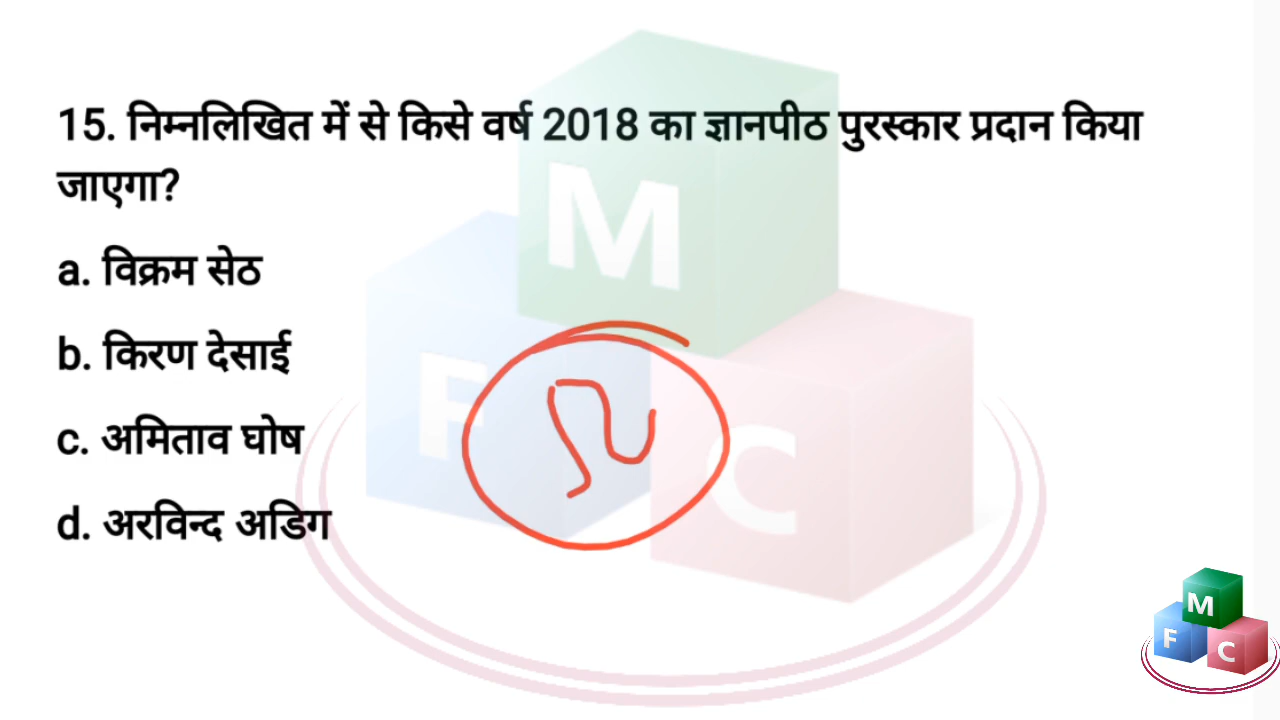 15. निम्नलिखित में से किसे वर्ष 2018 का ज्ञानपीठ पुरस्कार प्रदान किया
जाएगा?
a. विक्रम सेठ
b. किरण देसाई
c. अमिताव घोष
d. अरविन्द अडिग
M
F
C
M
F
C